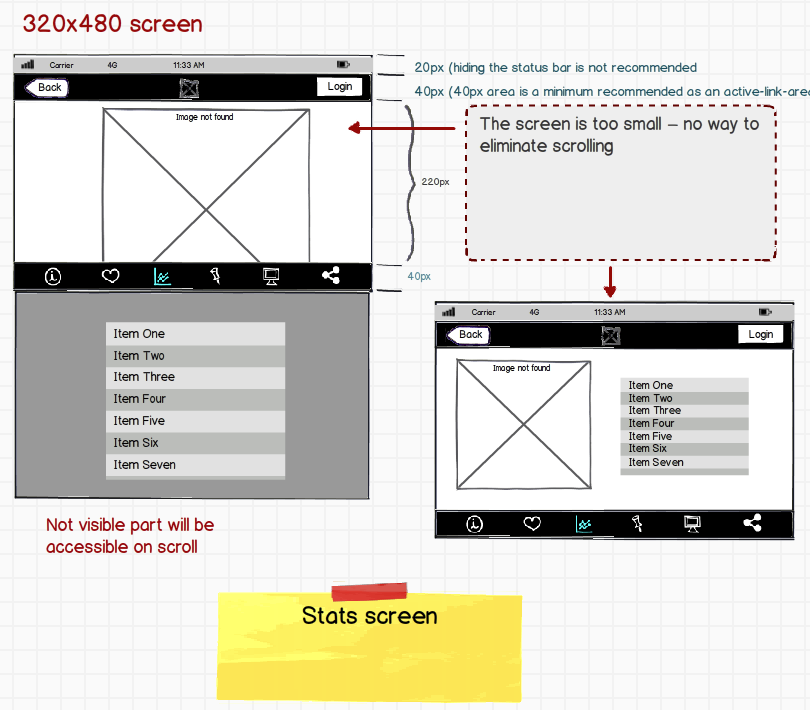 320x480 screen
Carrier 4G 11:33 AM
20px (hiding the status bar is not recommended
Back Login
40px (40px area is a minimum recommended as an active-link-area
Image not found
The screen is too small – no way to
eliminate scrolling
220px
40px
Item One
Item Two
Item Three
Item Four
Item Five
Item Six
Item Seven
Not visible part will be
accessible on scroll
Carrier 4G 11:33 AM
Back Login
Image not found
Item One
Item Two
Item Three
Item Four
Item Five
Item Six
Item Seven
Stats screen